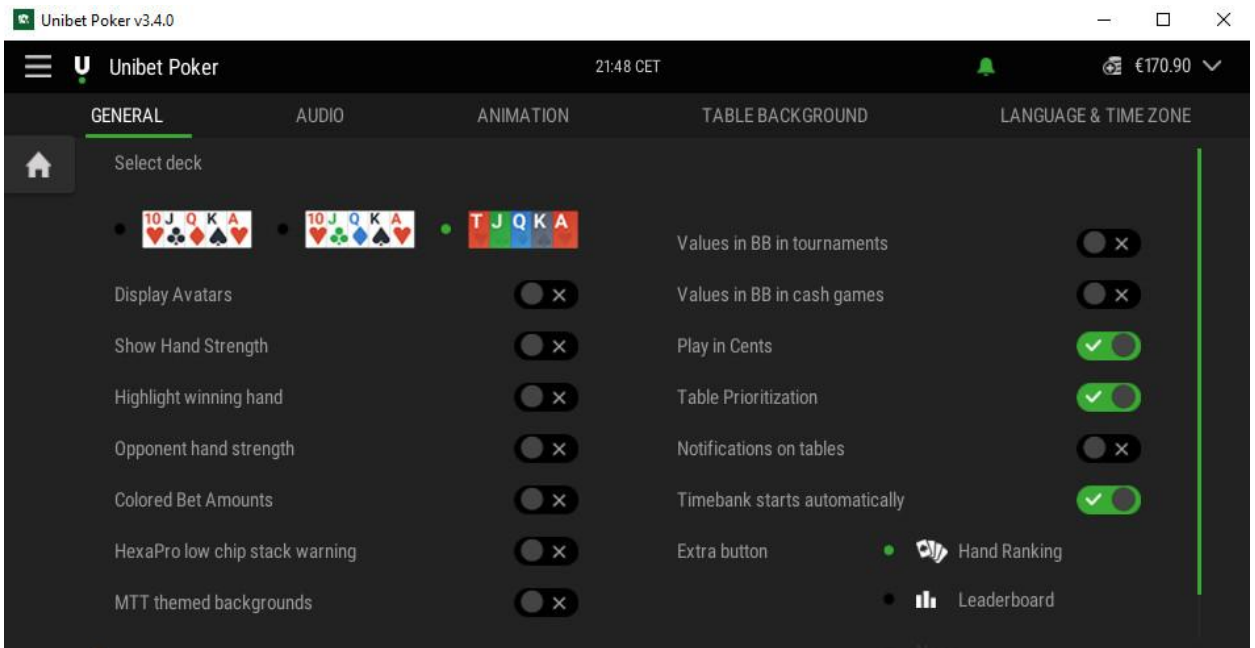 Unibet Poker v3.4.0
Unibet Poker 21:48 CET €170.90
GENERAL AUDIO ANIMATION TABLE BACKGROUND LANGUAGE & TIME ZONE
Select deck
10 J Q K A 10 J Q K A T J Q K A
Values in BB in tournaments
Display Avatars Values in BB in cash games
Show Hand Strength Play in Cents
Highlight winning hand Table Prioritization
Opponent hand strength Notifications on tables
Colored Bet Amounts Timebank starts automatically
HexaPro low chip stack warning Extra button Hand Ranking
MTT themed backgrounds Leaderboard